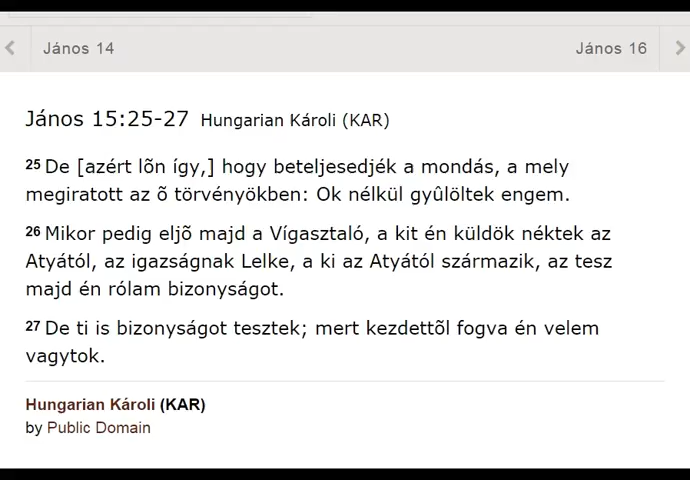 János 14
János 16
János 15:25-27 Hungarian Károli (KAR)
25 De [azért lõn így,] hogy beteljesedjék a mondás, a mely
megiratott az õ törvényökben: Ok nélkül gyûlöltek engem.
26 Mikor pedig eljõ majd a Vígasztaló, a kit én küldök néktek az
Atyától, az igazságnak Lelke, a ki az Atyától származik, az tesz
majd én rólam bizonyságot.
27 De ti is bizonyságot tesztek; mert kezdettõl fogva én velem
vagytok.
Hungarian Károli (KAR)
by Public Domain